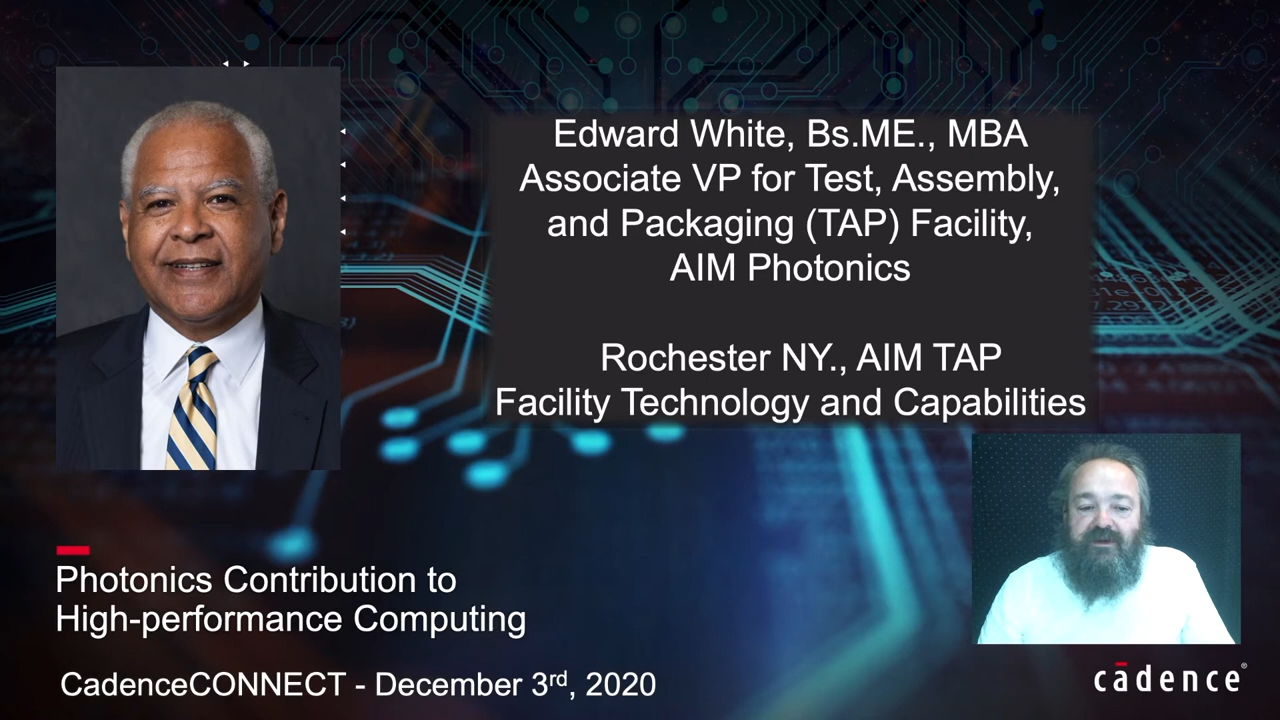 Edward White, Bs.ME., MBA
Associate VP for Test, Assembly,
and Packaging (TAP) Facility,
AIM Photonics
Rochester NY., AIM TAP
Facility Technology and Capabilities
Photonics Contribution to
High-performance Computing
CadenceCONNECT - December 3rd, 2020
cādence®